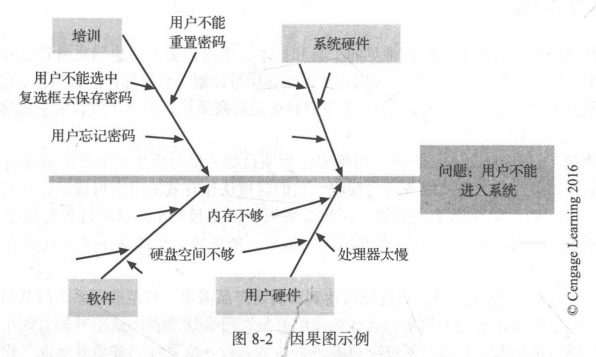 培训
用户不能
重置密码
系统硬件
用户不能选中
复选框去保存密码
用户忘记密码
问题：用户不能
进入系统
内存不够
硬盘空间不够
处理器太慢
软件
用户硬件
图 8-2 因果图示例
© Cengage Learning 2016